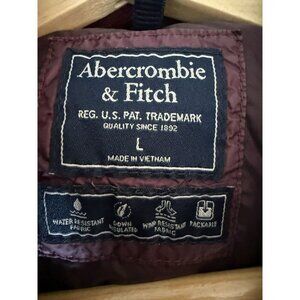 Abercrombie
& Fitch
REG. U.S. PAT. TRADEMARK
QUALITY SINCE 1892
L
MADE IN VIETNAM
WATER RESISTANT FABRIC
DOWN INSULATED
WIND RESISTANT FABRIC
PACKABLE